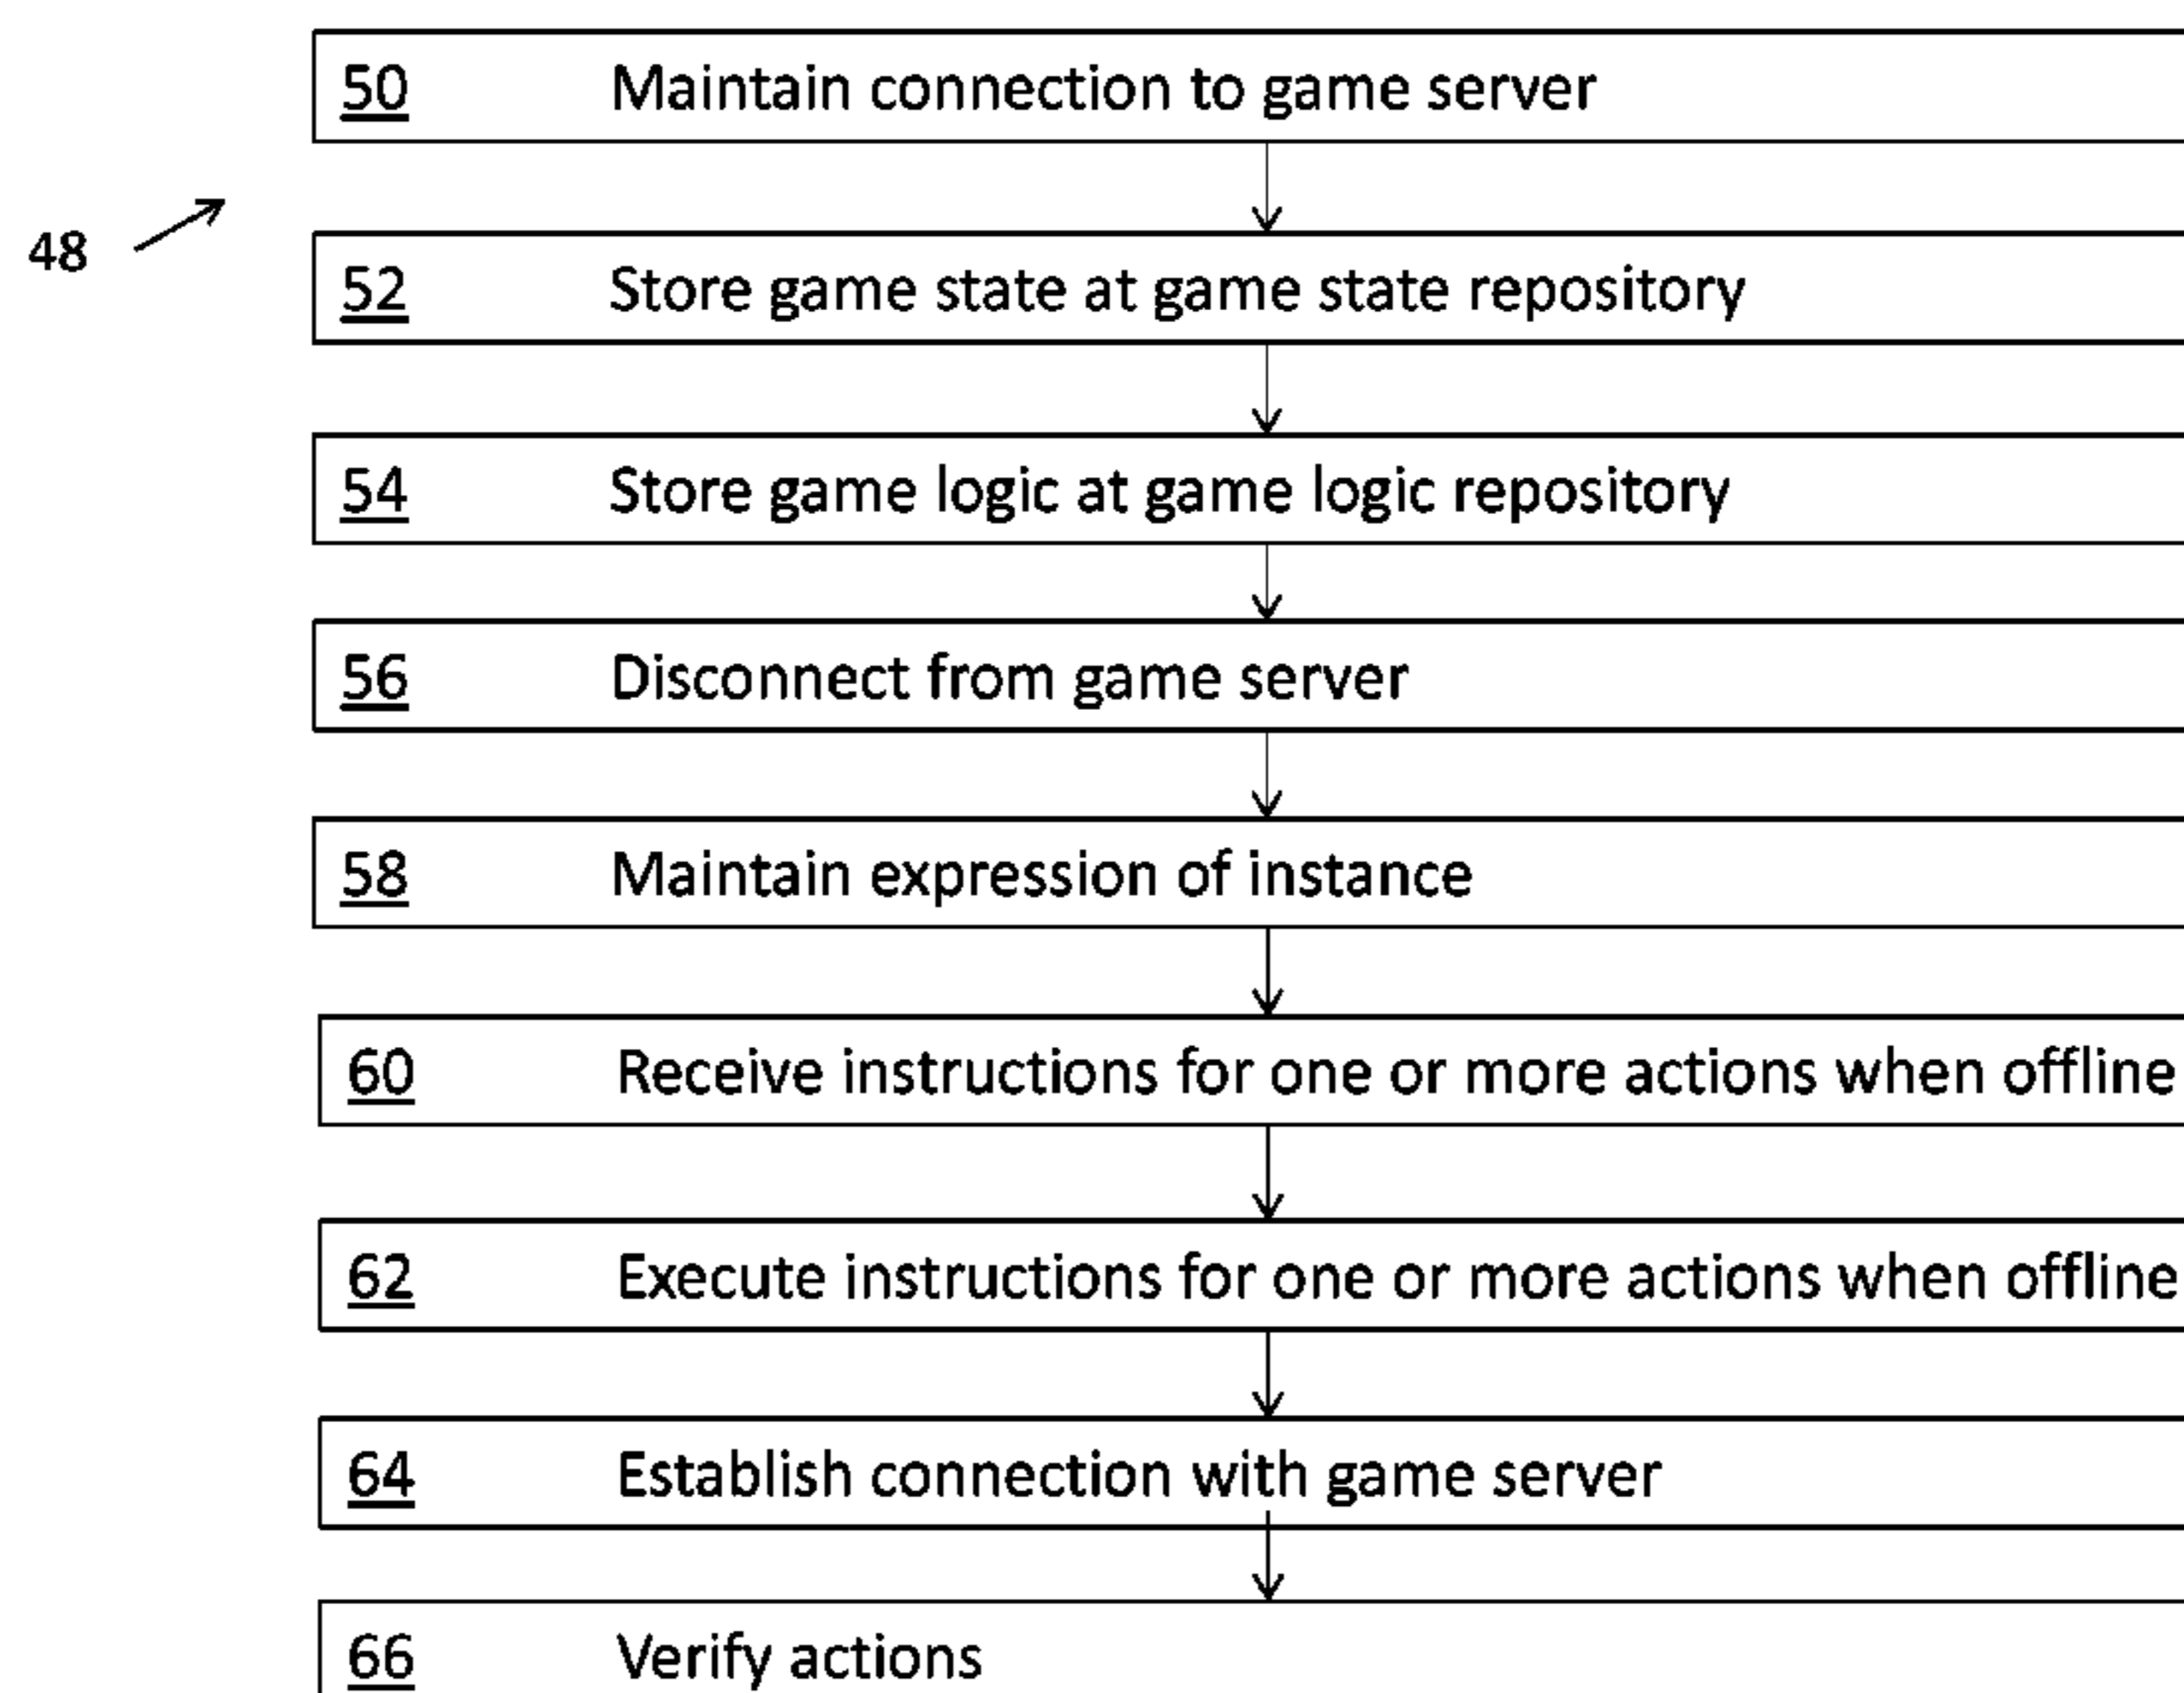 50 Maintain connection to game server
48
52 Store game state at game state repository
54 Store game logic at game logic repository
56 Disconnect from game server
58 Maintain expression of instance
60 Receive instructions for one or more actions when offline
62 Execute instructions for one or more actions when offline
64 Establish connection with game server
66 Verify actions